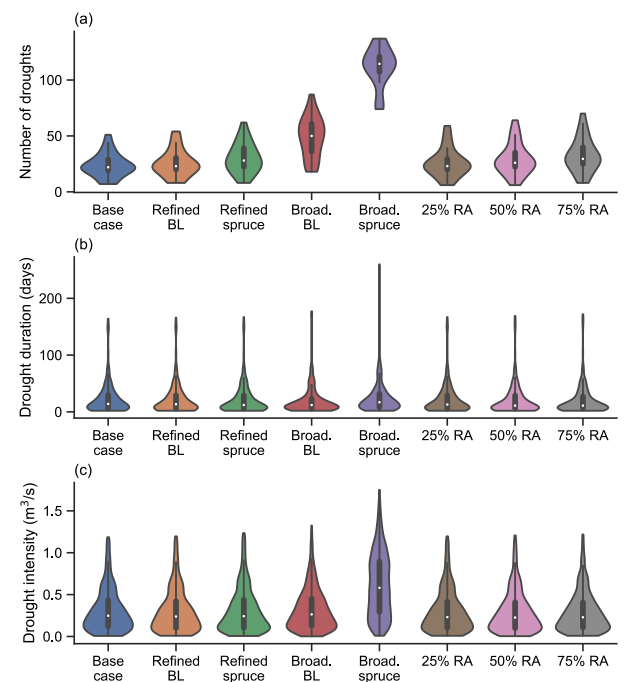 (a)
Number of droughts
100
50
0
Base case
Refined BL
Refined spruce
Broad. BL
Broad. spruce
25% RA
50% RA
75% RA
(b)
Drought duration (days)
200
100
0
Base case
Refined BL
Refined spruce
Broad. BL
Broad. spruce
25% RA
50% RA
75% RA
(c)
Drought intensity (m³/s)
1.5
1.0
0.5
0.0
Base case
Refined BL
Refined spruce
Broad. BL
Broad. spruce
25% RA
50% RA
75% RA